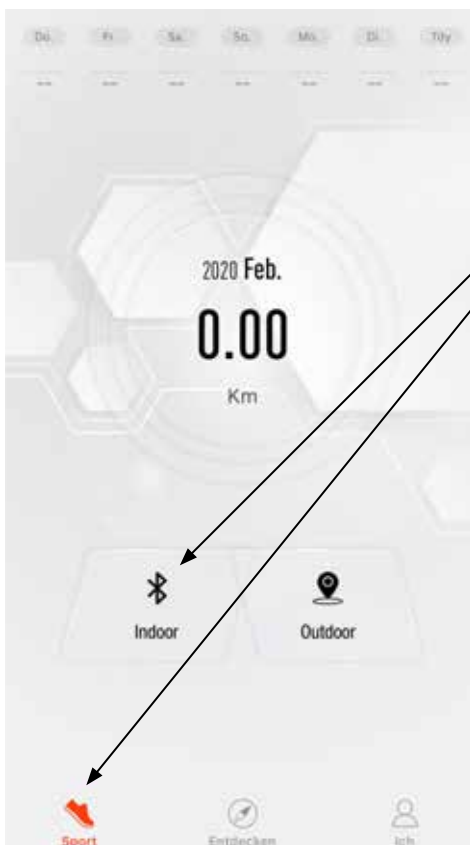 Do. Fr. Sa. So. Mo. Di.
-- -- -- -- -- -- --
2020 Feb.
0.00
Km
Indoor Outdoor
Sport Entdecken Ich